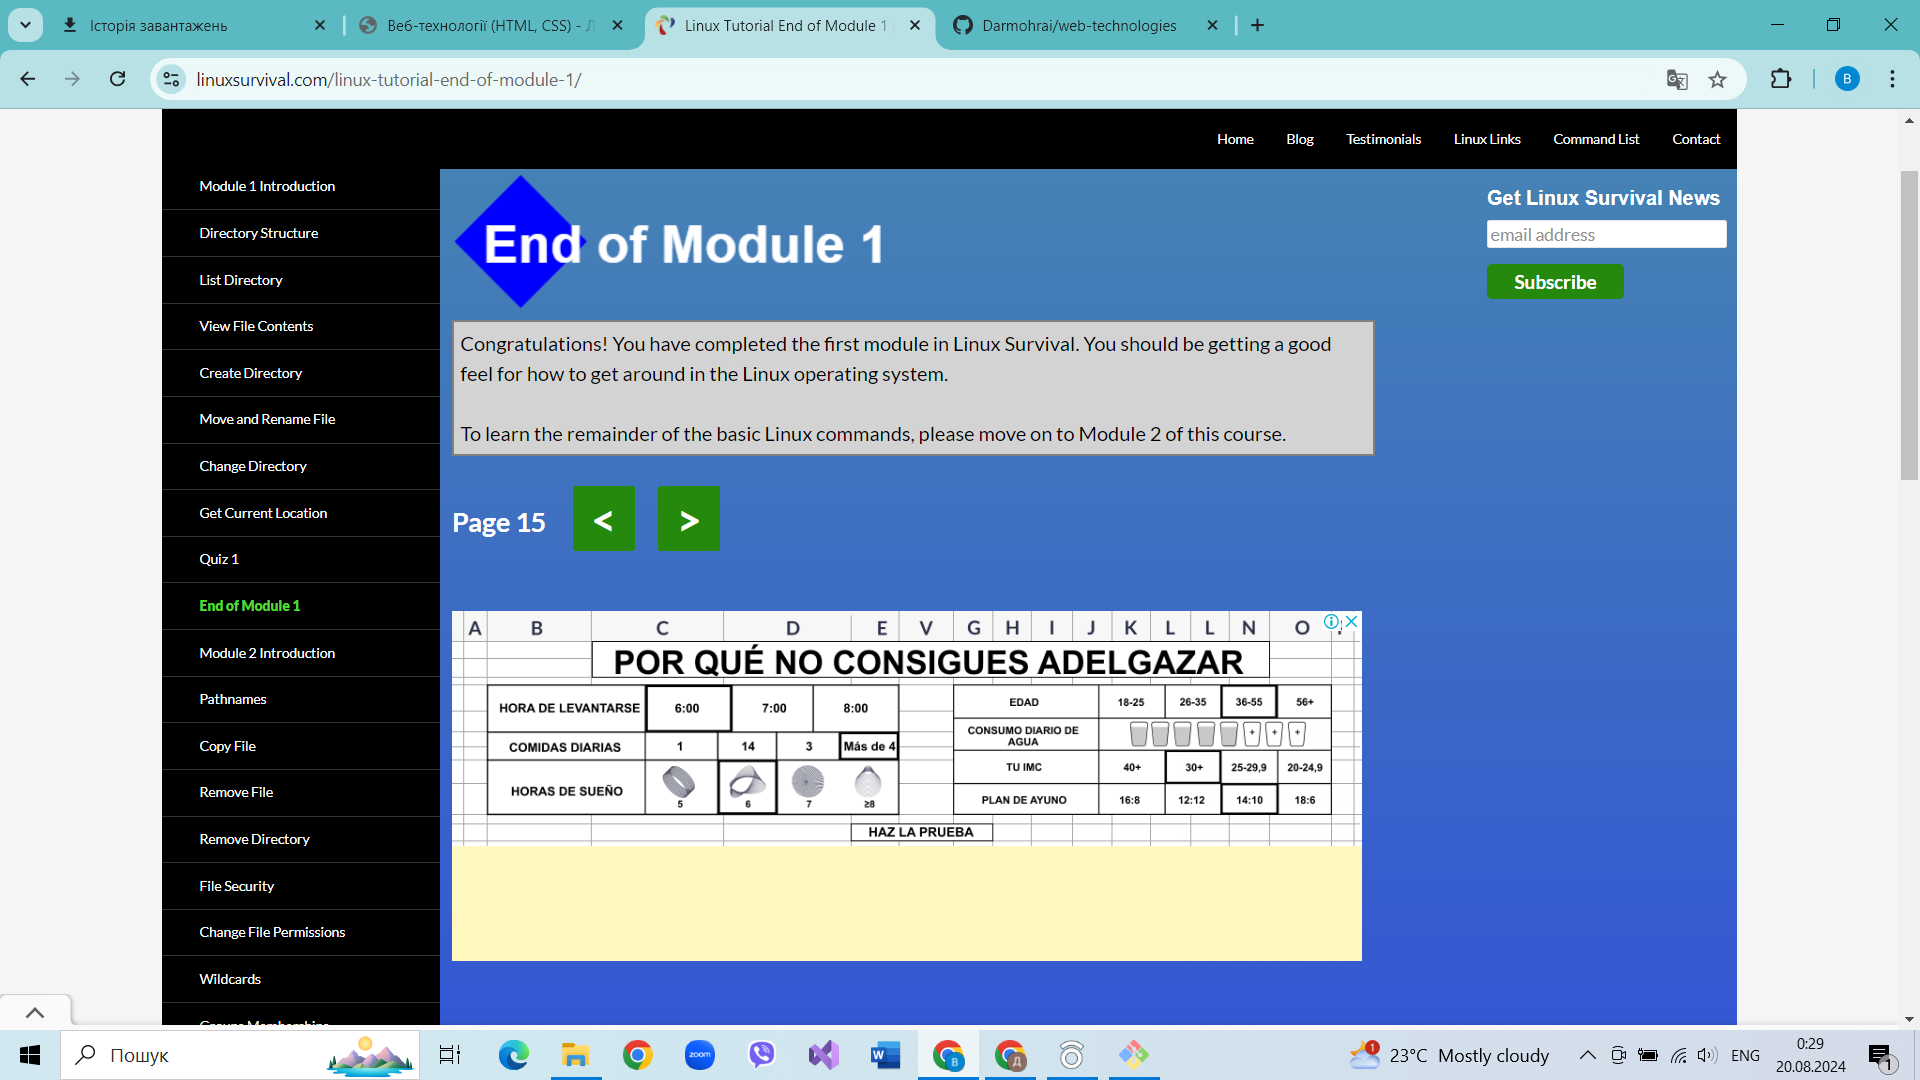 Історія завантажень
Веб-технології (HTML, CSS) - Л
Linux Tutorial End of Module 1
Darmohrai/web-technologies
linuxsurvival.com/linux-tutorial-end-of-module-1/
B
Home
Blog
Testimonials
Linux Links
Command List
Contact
Module 1 Introduction
Directory Structure
List Directory
View File Contents
Create Directory
Move and Rename File
Change Directory
Get Current Location
Quiz 1
End of Module 1
Module 2 Introduction
Pathnames
Copy File
Remove File
Remove Directory
File Security
Change File Permissions
Wildcards
End of Module 1
Congratulations! You have completed the first module in Linux Survival. You should be getting a good
feel for how to get around in the Linux operating system.
To learn the remainder of the basic Linux commands, please move on to Module 2 of this course.
Page 15 < >
Get Linux Survival News
email address
Subscribe
A B C D E V G H I J K L L N O
POR QUÉ NO CONSIGUES ADELGAZAR
HORA DE LEVANTARSE 6:00 7:00 8:00
COMIDAS DIARIAS 1 14 3 Más de 4
HORAS DE SUEÑO 5 6 7 ≥8
EDAD 18-25 26-35 36-55 56+
CONSUMO DIARIO DE
AGUA + + +
TU IMC 40+ 30+ 25-29,9 20-24,9
PLAN DE AYUNO 16:8 12:12 14:10 18:6
HAZ LA PRUEBA
Пошук
zoom
W
B
Д
1
23°C Mostly cloudy
ENG
0:29
20.08.2024
1